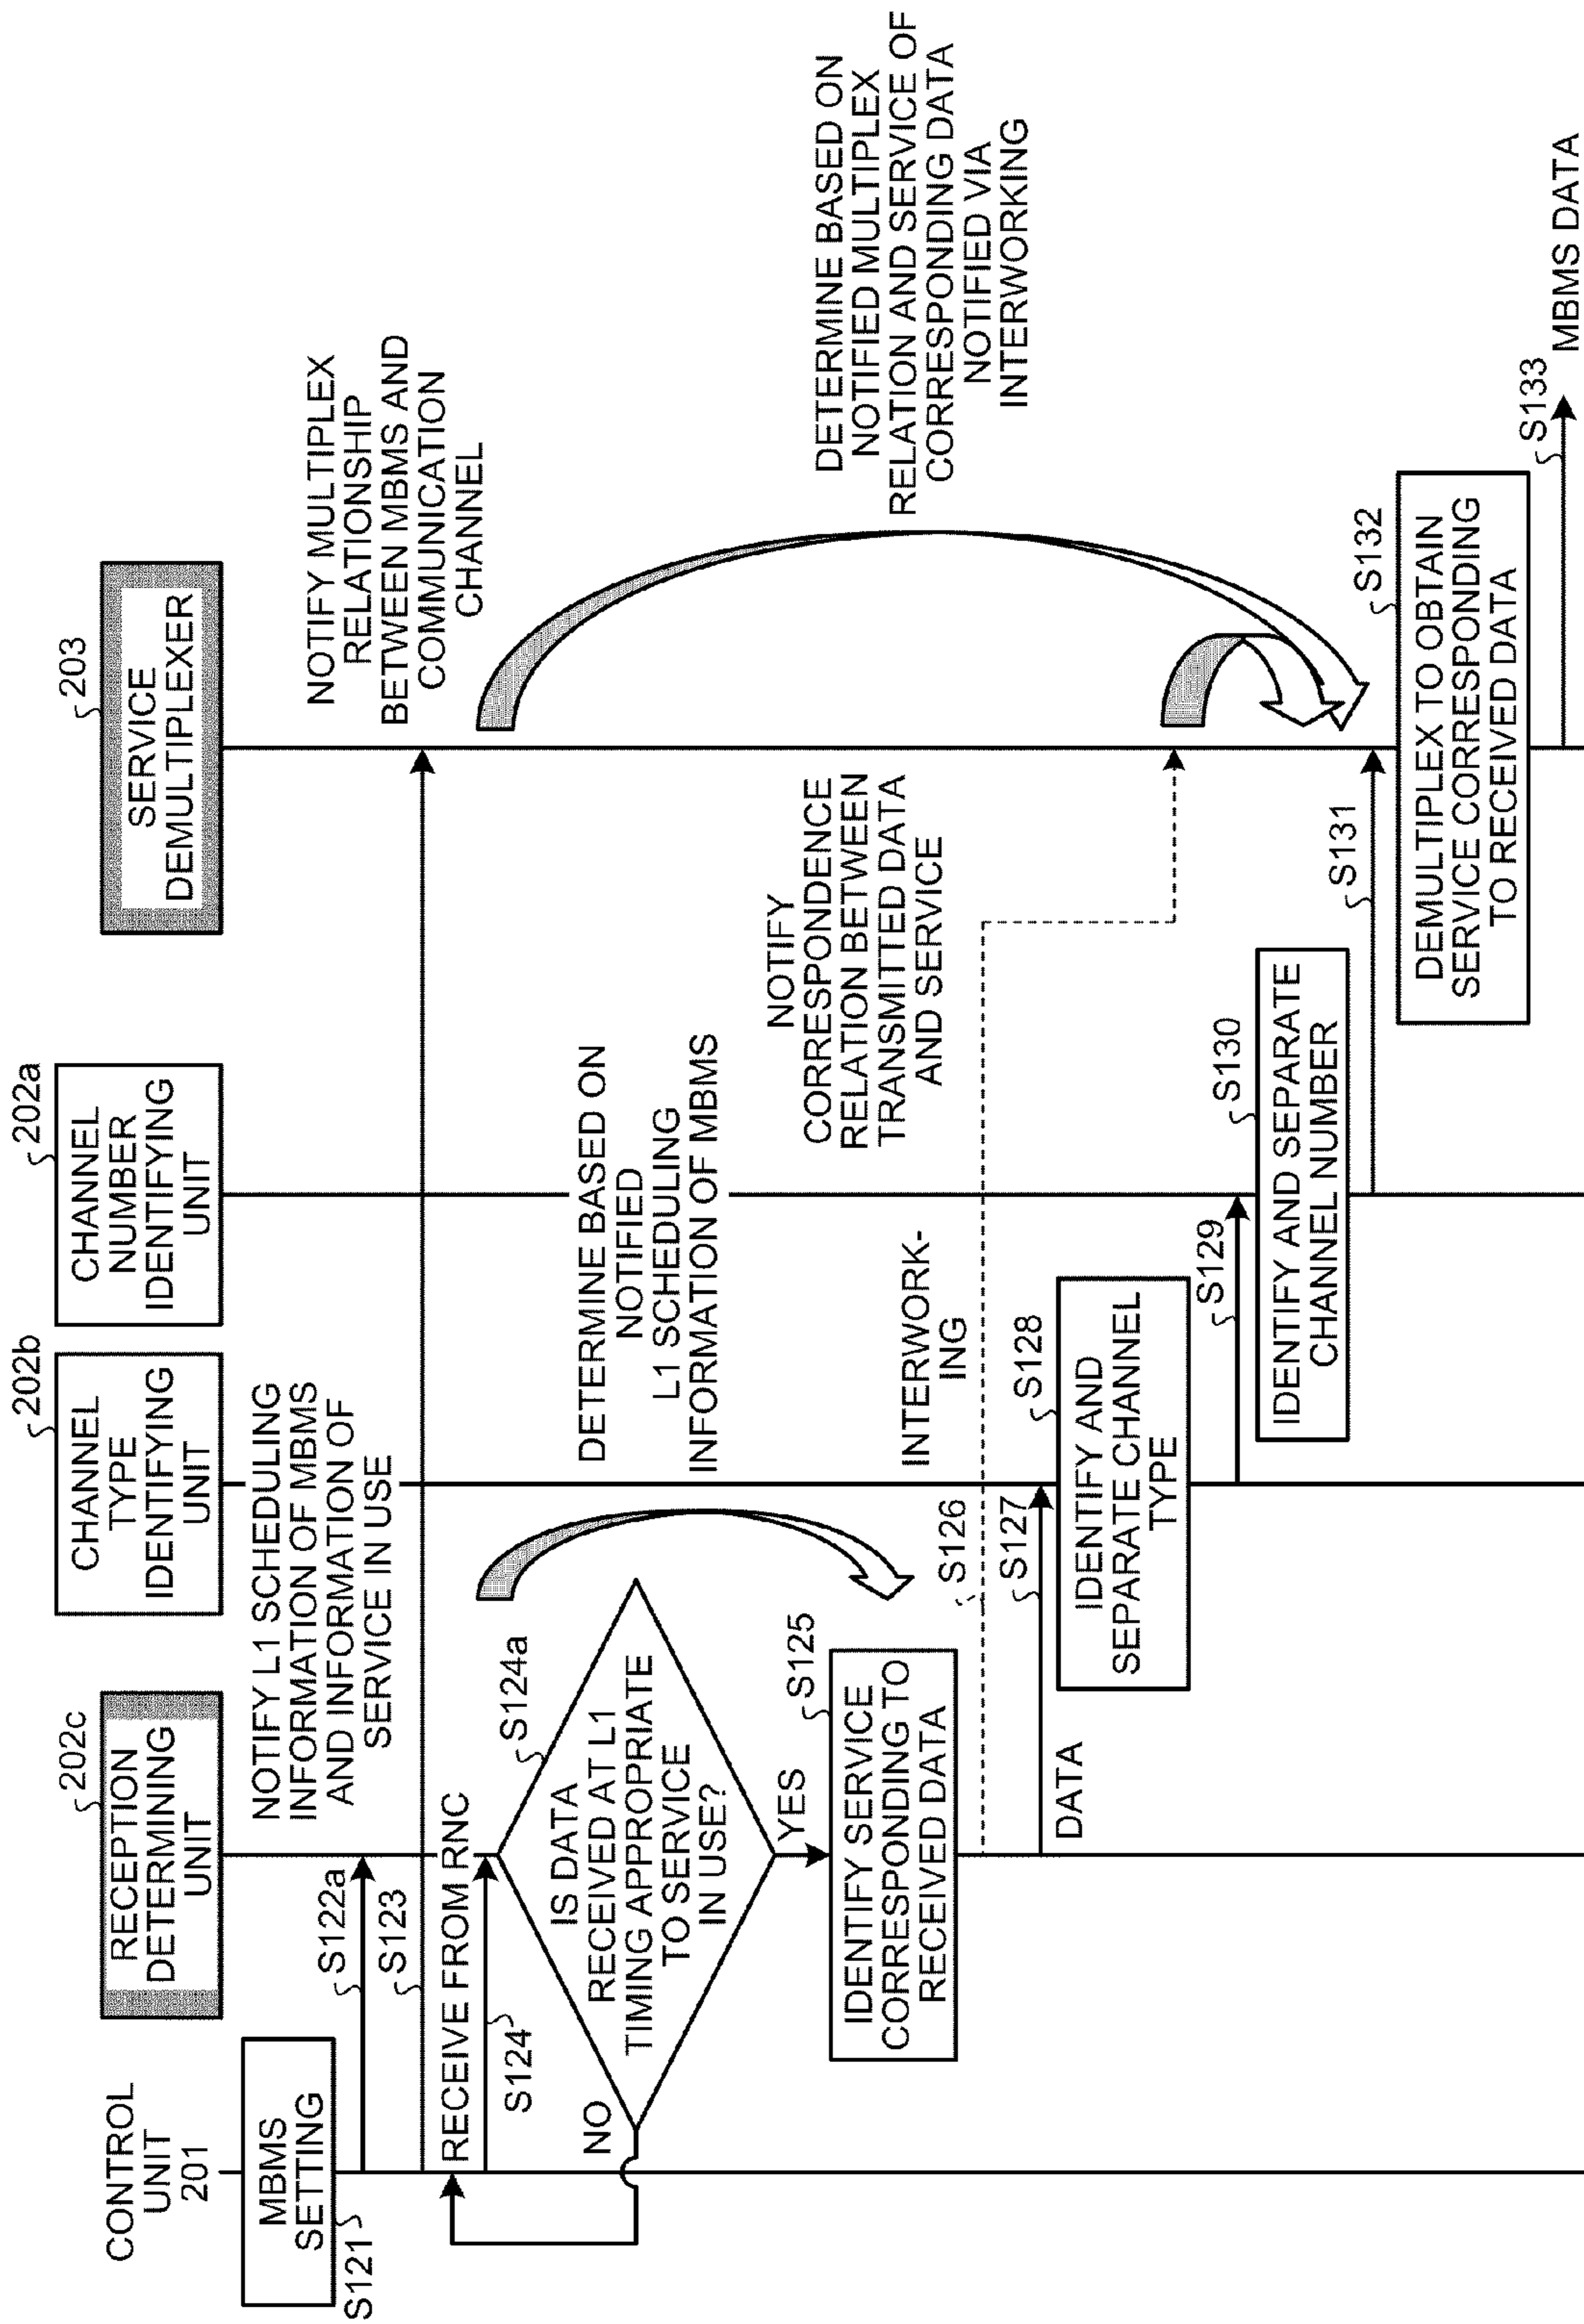 CONTROL
UNIT
201
MBMS
SETTING
S121
202c
RECEPTION
DETERMINING
UNIT
202b
CHANNEL
TYPE
IDENTIFYING
UNIT
202a
CHANNEL
NUMBER
IDENTIFYING
UNIT
203
SERVICE
DEMULTIPLEXER
NOTIFY L1 SCHEDULING
INFORMATION OF MBMS
AND INFORMATION OF
SERVICE IN USE
S122a
S123
NOTIFY MULTIPLEX
RELATIONSHIP
BETWEEN MBMS AND
COMMUNICATION
CHANNEL
RECEIVE FROM RNC
S124
S124a
IS DATA
RECEIVED AT L1
TIMING APPROPRIATE
TO SERVICE
IN USE?
NO
YES
DETERMINE BASED ON
NOTIFIED
L1 SCHEDULING
INFORMATION OF MBMS
S125
IDENTIFY SERVICE
CORRESPONDING TO
RECEIVED DATA
NOTIFY
CORRESPONDENCE
RELATION BETWEEN
TRANSMITTED DATA
AND SERVICE
DETERMINE BASED ON
NOTIFIED MULTIPLEX
RELATION AND SERVICE OF
CORRESPONDING DATA
NOTIFIED VIA
INTERWORKING
INTERWORK-
ING
S126
S127
DATA
S128
IDENTIFY AND
SEPARATE CHANNEL
TYPE
S129
S130
IDENTIFY AND SEPARATE
CHANNEL NUMBER
S131
S132
DEMULTIPLEX TO OBTAIN
SERVICE CORRESPONDING
TO RECEIVED DATA
S133
MBMS DATA